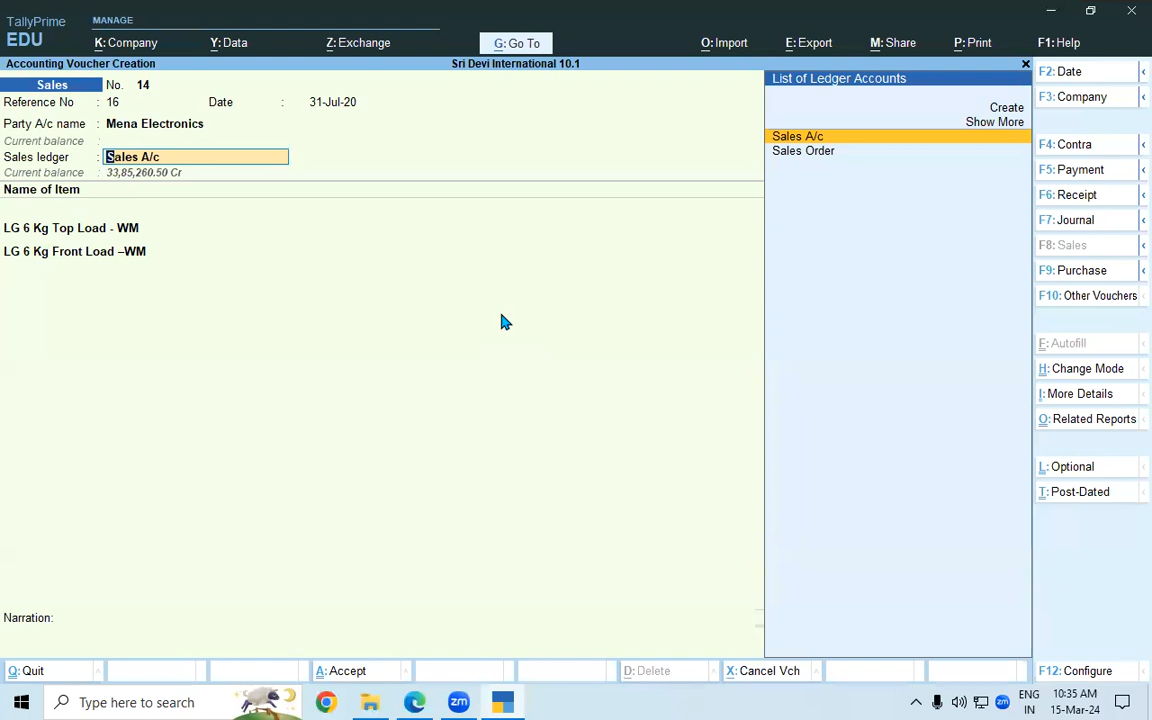 TallyPrime
EDU
MANAGE
K: Company
Y: Data
Z: Exchange
G: Go To
O: Import
E: Export
M: Share
P: Print
F1: Help
Accounting Voucher Creation
Sri Devi International 10.1
Sales No. 14
Reference No : 16 Date : 31-Jul-20
Party A/c name : Mena Electronics
Current balance :
Sales ledger : Sales A/c
Current balance : 33,85,260.50 Cr
Name of Item
LG 6 Kg Top Load - WM
LG 6 Kg Front Load –WM
Narration:
List of Ledger Accounts
Create
Show More
Sales A/c
Sales Order
F2: Date
F3: Company
F4: Contra
F5: Payment
F6: Receipt
F7: Journal
F8: Sales
F9: Purchase
F10: Other Vouchers
F: Autofill
H: Change Mode
I: More Details
O: Related Reports
L: Optional
T: Post-Dated
Q: Quit
A: Accept
D: Delete
X: Cancel Vch
F12: Configure
Type here to search
zm
zm
ENG
IN
10:35 AM
15-Mar-24